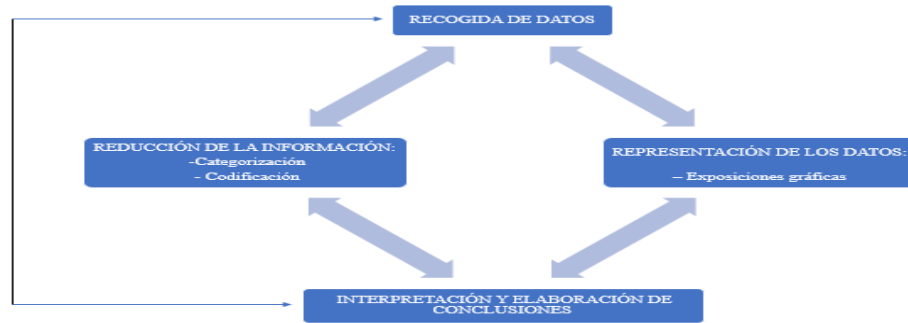 RECOGIDA DE DATOS
REDUCCIÓN DE LA INFORMACIÓN:
-Categorización
- Codificación
REPRESENTACIÓN DE LOS DATOS:
– Exposiciones gráficas
INTERPRETACIÓN Y ELABORACIÓN DE
CONCLUSIONES